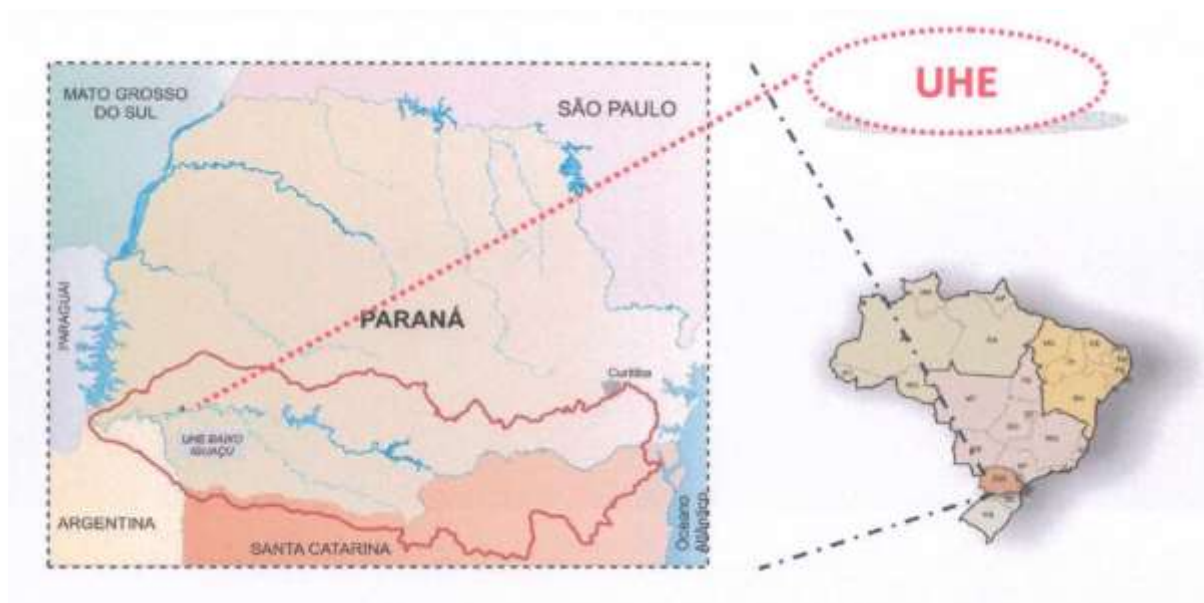 MATO GROSSO
DO SUL
SÃO PAULO
UHE
PARAGUAI
PARANÁ
Curitiba
UHE BAIXO
IGUAÇU
ARGENTINA
SANTA CATARINA
Oceano
Atlântico